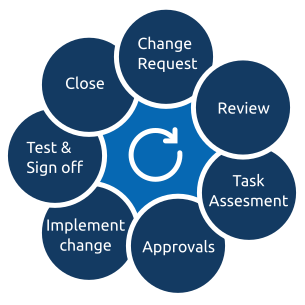 Change
Request
Review
Task
Assesment
Approvals
Implement
change
Test &
Sign off
Close